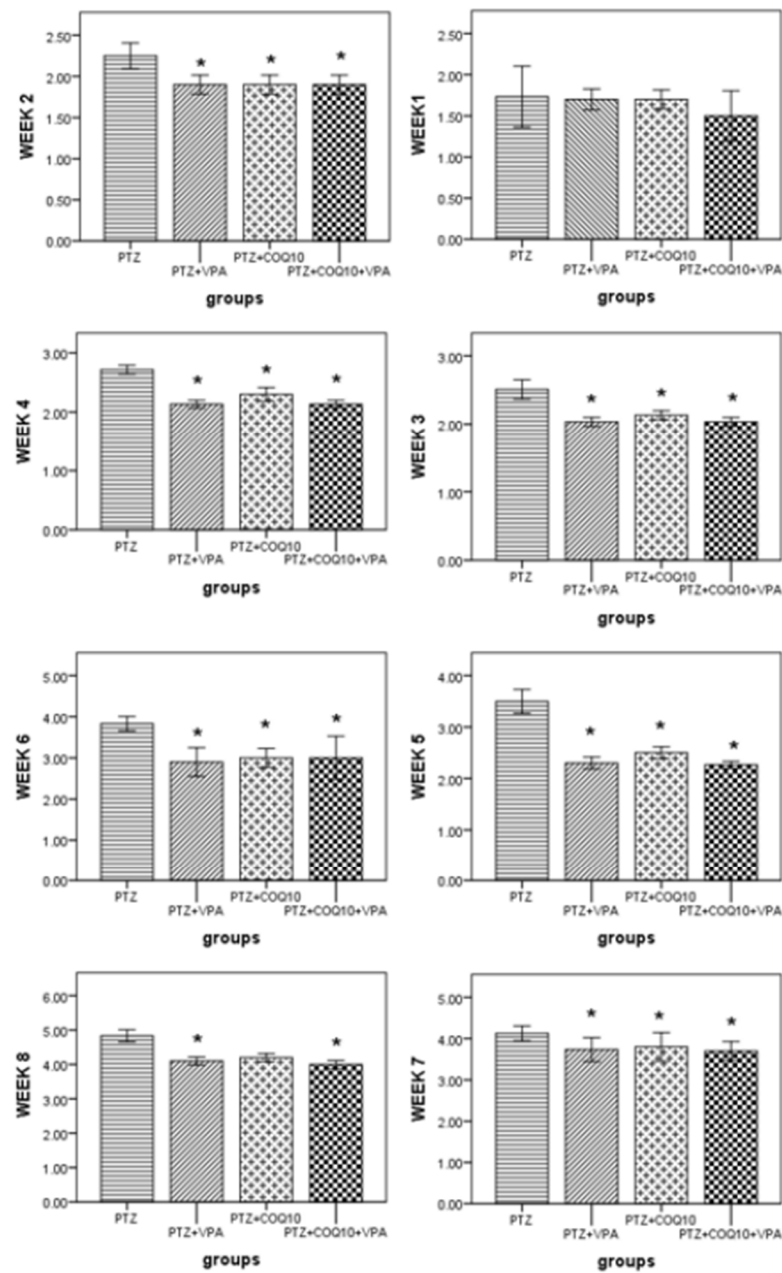 2.50
2.00
1.50
1.00
0.50
0.00
WEEK 2
* * *
PTZ PTZ+VPA PTZ+COQ10 PTZ+COQ10+VPA
groups
2.50
2.00
1.50
1.00
0.50
0.00
WEEK1
PTZ PTZ+VPA PTZ+COQ10 PTZ+COQ10+VPA
groups
3.00
2.00
1.00
0.00
WEEK 4
* * *
PTZ PTZ+VPA PTZ+COQ10 PTZ+COQ10+VPA
groups
3.00
2.00
1.00
0.00
WEEK 3
* * *
PTZ PTZ+VPA PTZ+COQ10 PTZ+COQ10+VPA
groups
5.00
4.00
3.00
2.00
1.00
0.00
WEEK 6
* * *
PTZ PTZ+VPA PTZ+COQ10 PTZ+COQ10+VPA
groups
4.00
3.00
2.00
1.00
0.00
WEEK 5
* * *
PTZ PTZ+VPA PTZ+COQ10 PTZ+COQ10+VPA
groups
6.00
5.00
4.00
3.00
2.00
1.00
0.00
WEEK 8
* *
PTZ PTZ+VPA PTZ+COQ10 PTZ+COQ10+VPA
groups
5.00
4.00
3.00
2.00
1.00
0.00
WEEK 7
* * *
PTZ PTZ+VPA PTZ+COQ10 PTZ+COQ10+VPA
groups